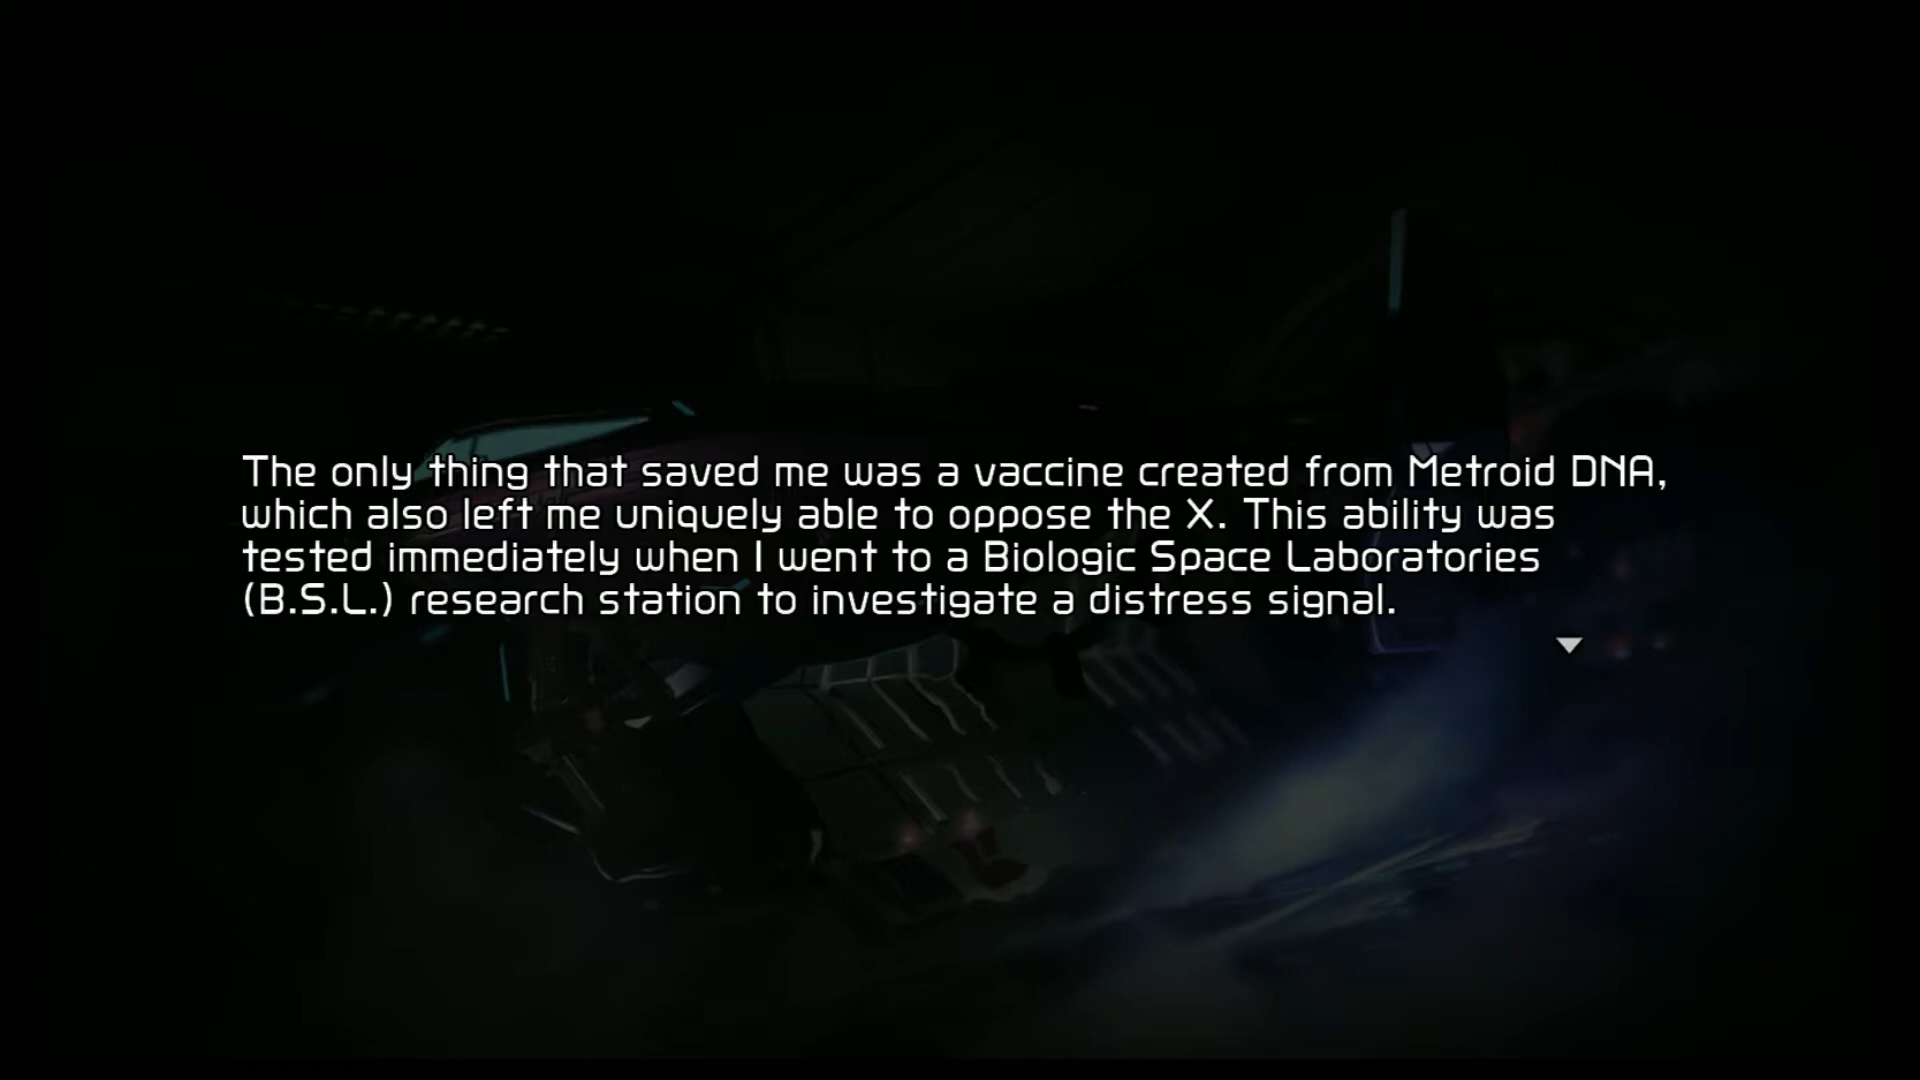 The only thing that saved me was a vaccine created from Metroid DNA,
which also left me uniquely able to oppose the X. This ability was
tested immediately when I went to a Biologic Space Laboratories
(B.S.L.) research station to investigate a distress signal.